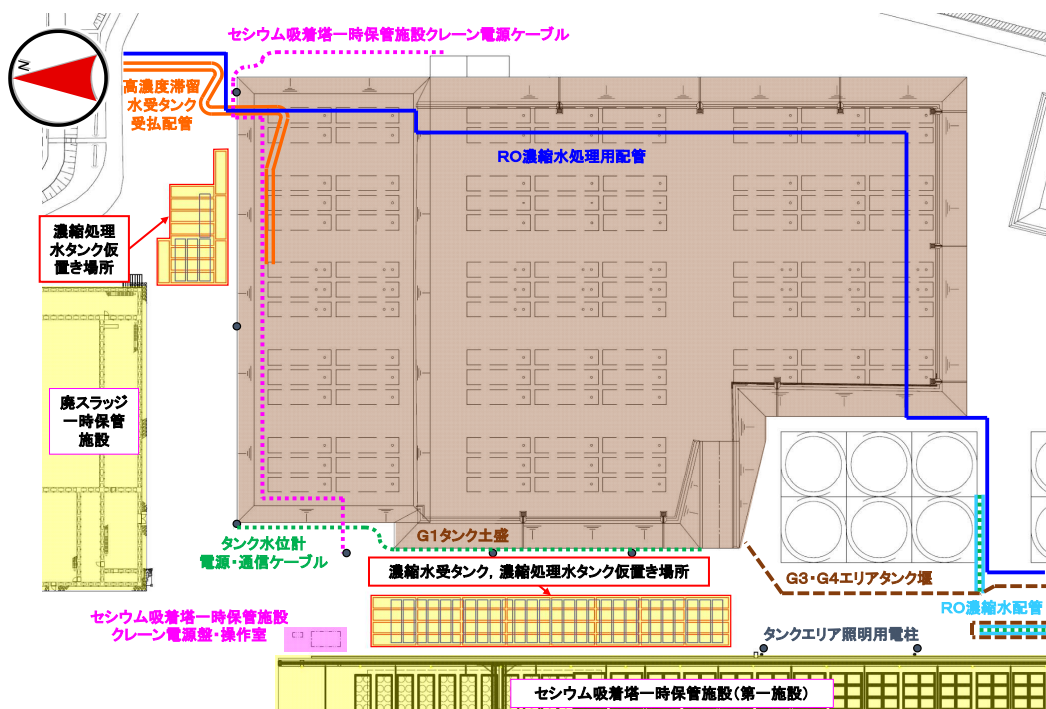 セシウム吸着塔一時保管施設クレーン電源ケーブル
N
高濃度滞留
水受タンク
受払配管
RO濃縮水処理用配管
濃縮処理
水タンク仮
置き場所
廃スラッジ
一時保管
施設
G1タンク土盛
タンク水位計
電源・通信ケーブル
濃縮水受タンク，濃縮処理水タンク仮置き場所
G3・G4エリアタンク堰
RO濃縮水配管
セシウム吸着塔一時保管施設
クレーン電源盤・操作室
タンクエリア照明用電柱
セシウム吸着塔一時保管施設（第一施設）